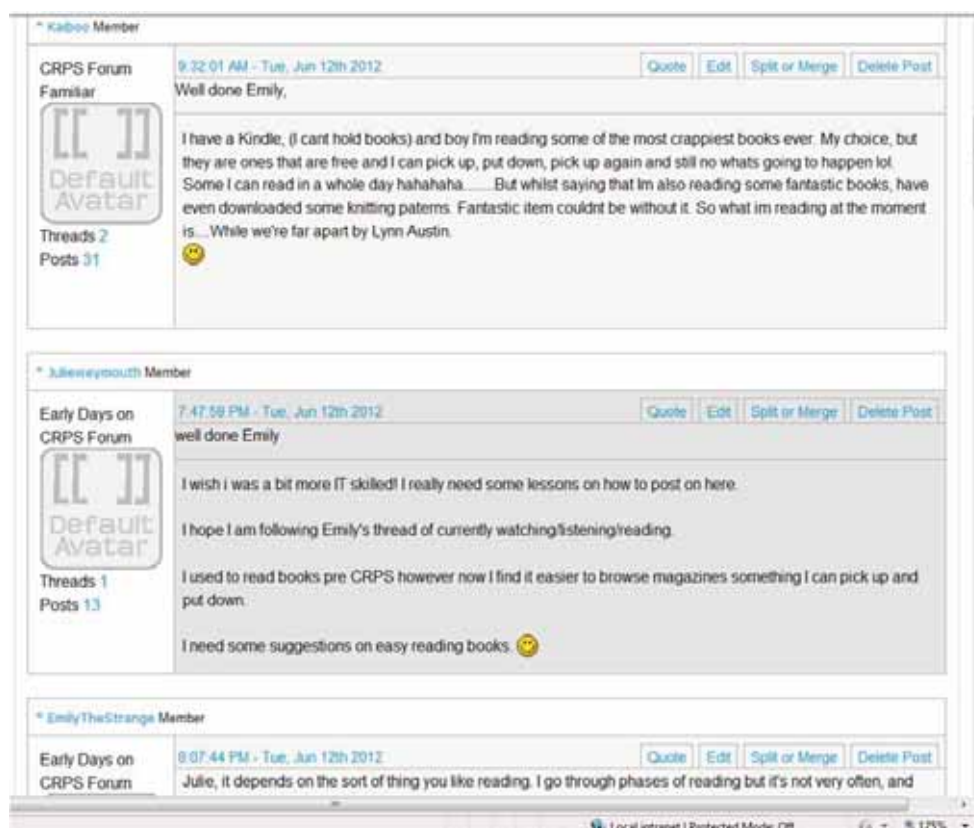 ^ Kaiboo Member
CRPS Forum
Familiar
[[ ]]
Default
Avatar
Threads 2
Posts 31
9:32:01 AM - Tue, Jun 12th 2012
Quote Edit Split or Merge Delete Post
Well done Emily,
I have a Kindle, (I cant hold books) and boy I'm reading some of the most crappiest books ever. My choice, but
they are ones that are free and I can pick up, put down, pick up again and still no whats going to happen lol.
Some I can read in a whole day hahahaha........But whilst saying that Im also reading some fantastic books, have
even downloaded some knitting paterns. Fantastic item couldnt be without it. So what im reading at the moment
is....While we're far apart by Lynn Austin.
^ Julieweymouth Member
Early Days on
CRPS Forum
[[ ]]
Default
Avatar
Threads 1
Posts 13
7:47:59 PM - Tue, Jun 12th 2012
Quote Edit Split or Merge Delete Post
well done Emily
I wish i was a bit more IT skilled! I really need some lessons on how to post on here.
I hope I am following Emily's thread of currently watching/listening/reading.
I used to read books pre CRPS however now I find it easier to browse magazines something I can pick up and
put down.
I need some suggestions on easy reading books.
^ EmilyTheStrange Member
Early Days on
CRPS Forum
8:07:44 PM - Tue, Jun 12th 2012
Quote Edit Split or Merge Delete Post
Julie, it depends on the sort of thing you like reading. I go through phases of reading but it's not very often, and
Local intranet | Protected Mode: Off
125%